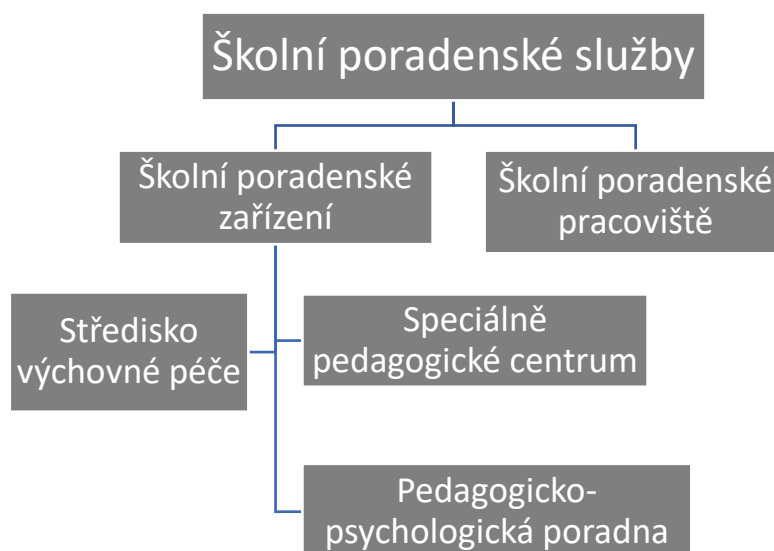 Školní poradenské služby
Školní poradenské
zařízení
Školní poradenské
pracoviště
Středisko
výchovné péče
Speciálně
pedagogické centrum
Pedagogicko-
psychologická poradna